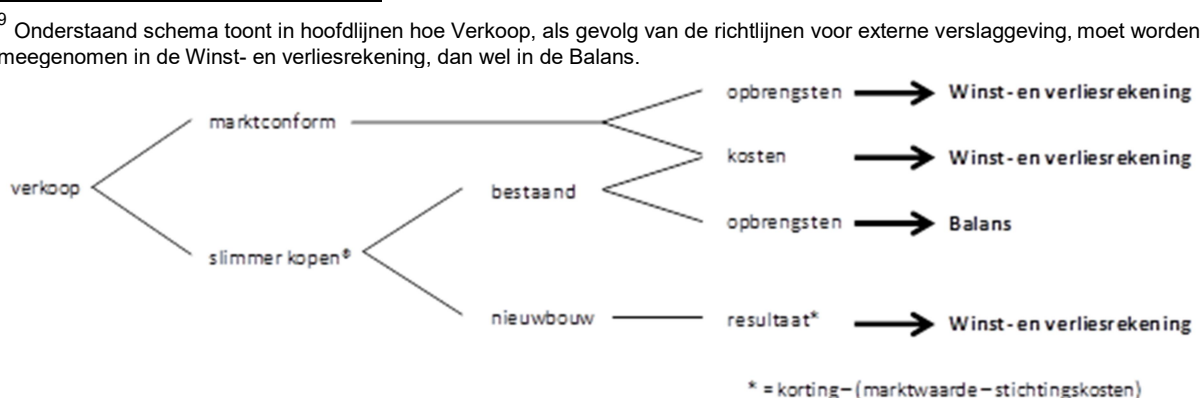 9 Onderstaand schema toont in hoofdlijnen hoe Verkoop, als gevolg van de richtlijnen voor externe verslaggeving, moet worden
meegenomen in de Winst- en verliesrekening, dan wel in de Balans.
opbrengsten Winst- en verliesrekening
marktconform
kosten Winst- en verliesrekening
verkoop
bestaand
opbrengsten Balans
slimmer kopen®
nieuwbouw resultaat* Winst- en verliesrekening
* = korting – (marktwaarde – stichtingskosten)